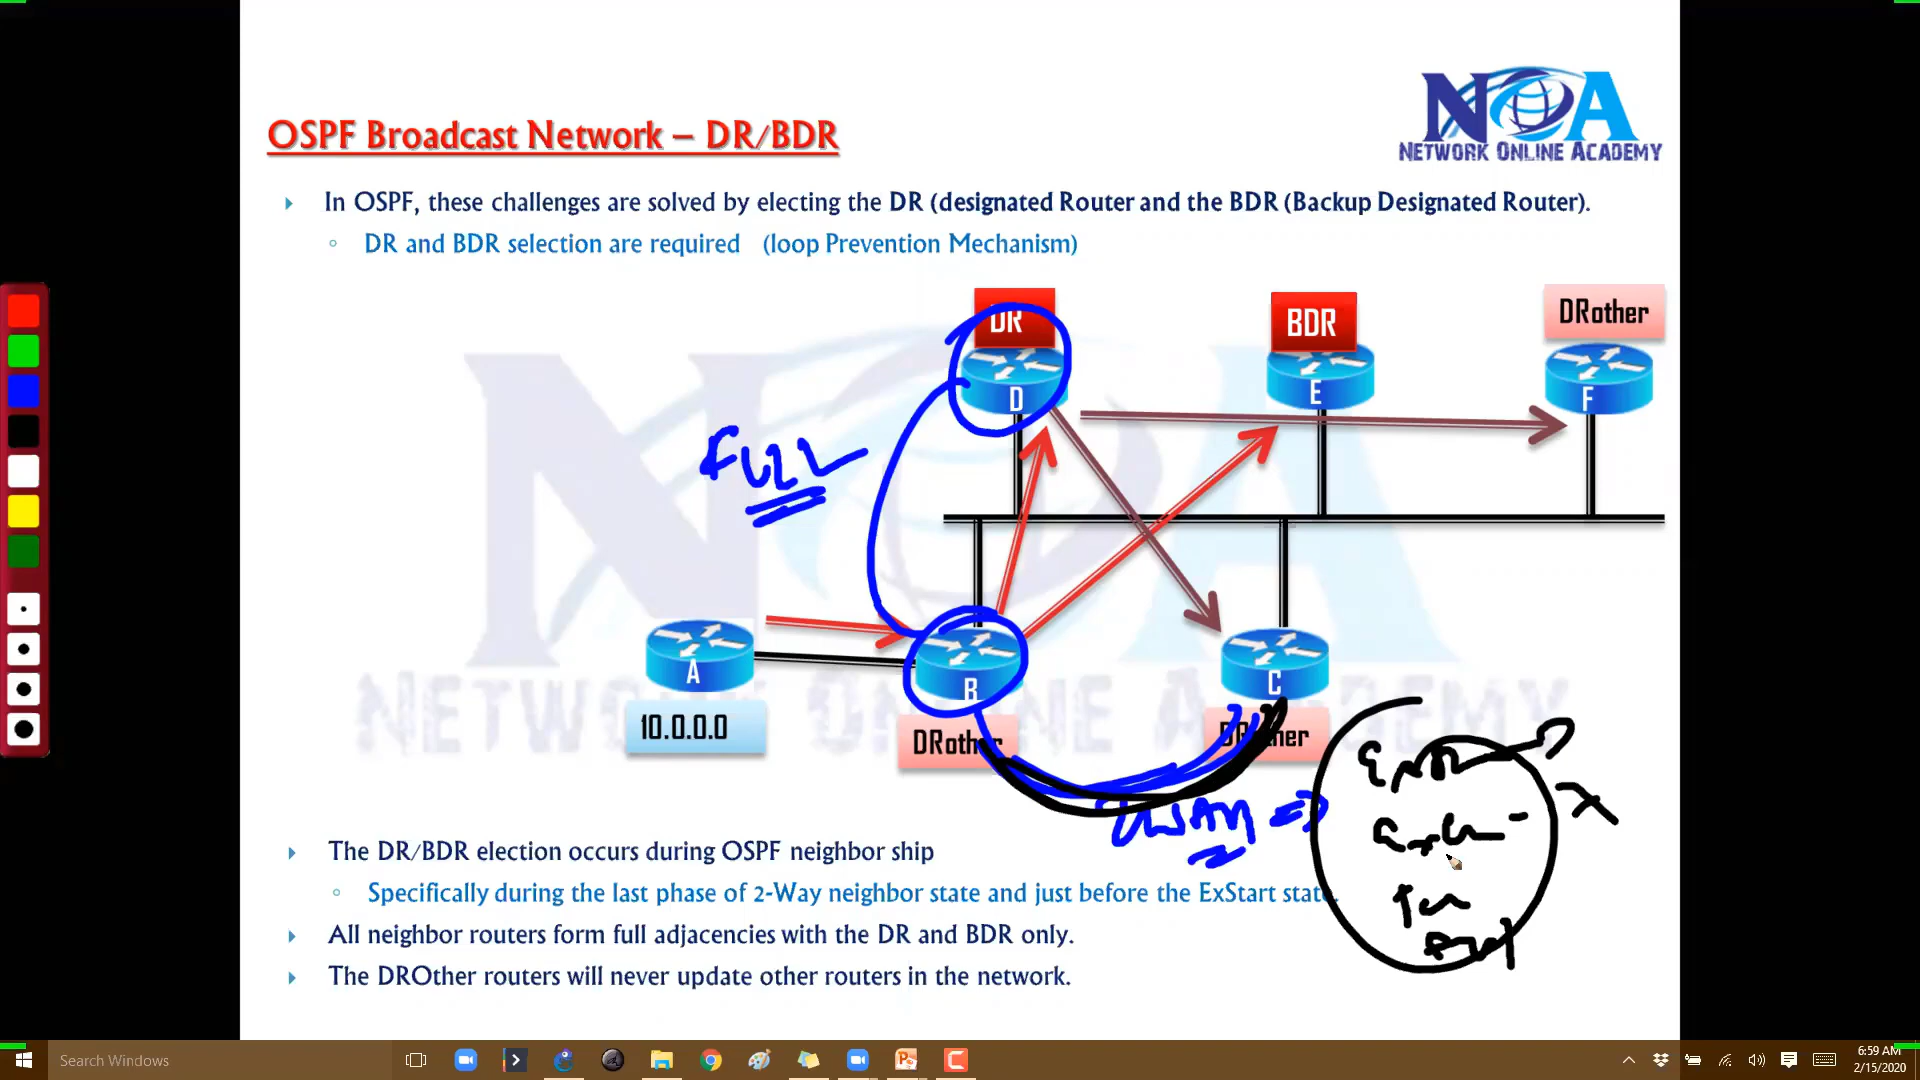 NOA
NETWORK ONLINE ACADEMY
OSPF Broadcast Network – DR/BDR
In OSPF, these challenges are solved by electing the DR (designated Router and the BDR (Backup Designated Router).
DR and BDR selection are required (loop Prevention Mechanism)
DR
BDR
DRother
D
E
F
FULL
A
B
C
10.0.0.0
DRother
DRother
NETWORK ONLINE ACADEMY
The DR/BDR election occurs during OSPF neighbor ship
Specifically during the last phase of 2-Way neighbor state and just before the ExStart state.
All neighbor routers form full adjacencies with the DR and BDR only.
The DROther routers will never update other routers in the network.
Search Windows
6:59 AM
2/15/2020